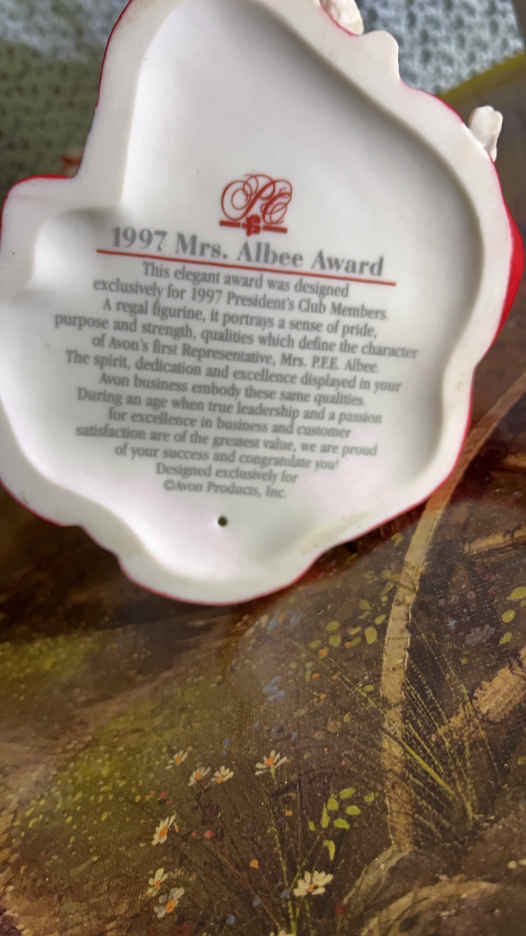 PC
1997 Mrs. Albee Award
This elegant award was designed
exclusively for 1997 President's Club Members
A regal figurine, it portrays a sense of pride,
purpose and strength, qualities which define the character
of Avon's first Representative, Mrs. P.F.E. Albee.
The spirit, dedication and excellence displayed in your
Avon business embody these same qualities.
During an age when true leadership and a passion
for excellence in business and customer
satisfaction are of the greatest value, we are proud
of your success and congratulate you!
Designed exclusively for
©Avon Products, Inc.